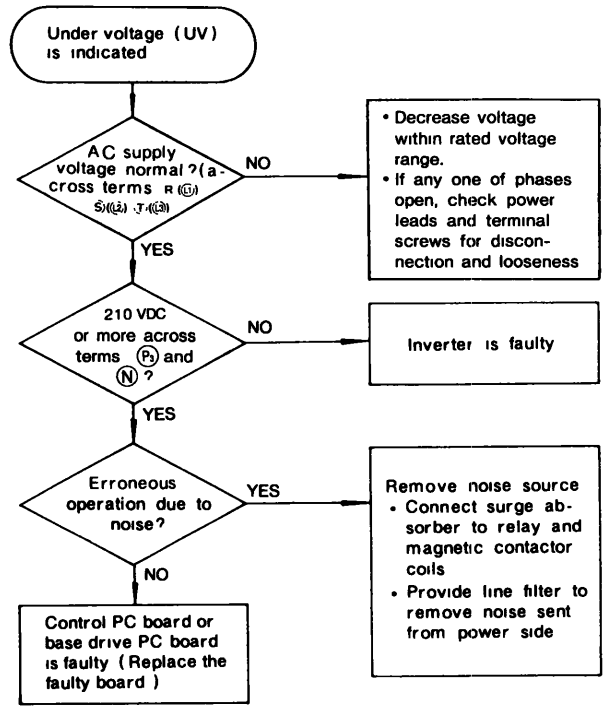 Under voltage (UV)
is indicated
AC supply
voltage normal?(a-
cross terms R (L1)
S (L2) T (L3)
NO
• Decrease voltage
within rated voltage
range.
• If any one of phases
open, check power
leads and terminal
screws for discon-
nection and looseness
YES
210 VDC
or more across
terms P3 and
N ?
NO
Inverter is faulty
YES
Erroneous
operation due to
noise?
YES
Remove noise source
• Connect surge ab-
sorber to relay and
magnetic contactor
coils
• Provide line filter to
remove noise sent
from power side
NO
Control PC board or
base drive PC board
is faulty (Replace the
faulty board)